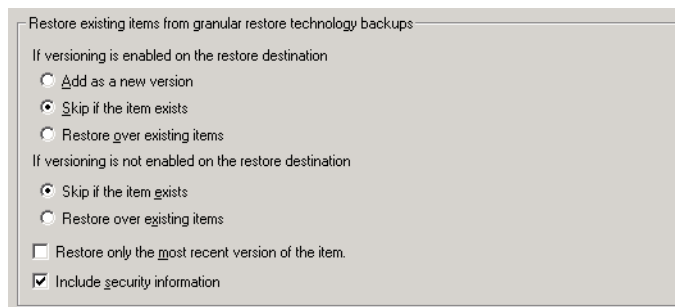 Restore existing items from granular restore technology backups
If versioning is enabled on the restore destination
Add as a new version
Skip if the item exists
Restore over existing items
If versioning is not enabled on the restore destination
Skip if the item exists
Restore over existing items
Restore only the most recent version of the item.
Include security information